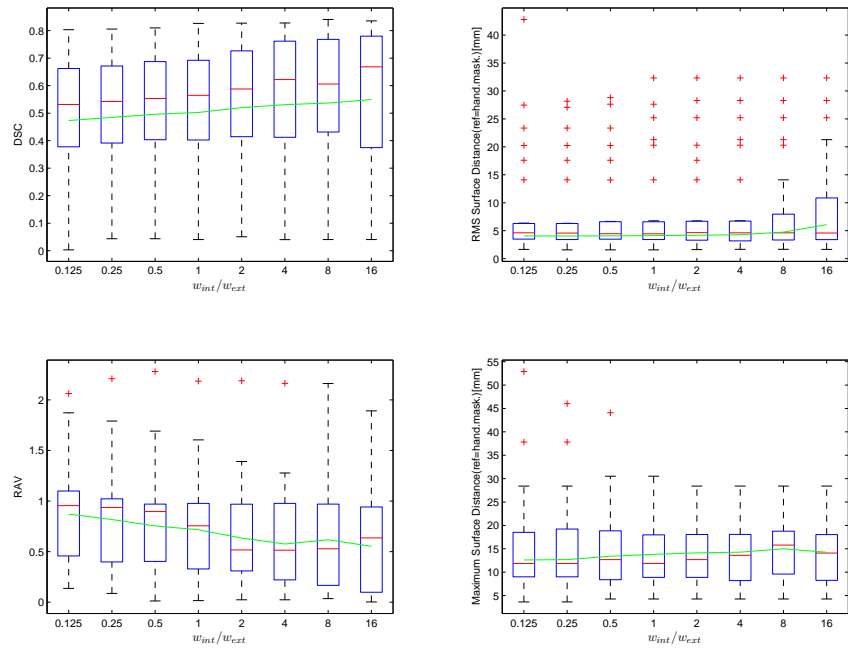 0.8
0.7
0.6
0.5
0.4
0.3
0.2
0.1
0
DSC
0.125 0.25 0.5 1 2 4 8 16
w_int/w_ext
40
35
30
25
20
15
10
5
0
RMS Surface Distance(ref=hand.mask.)[mm]
0.125 0.25 0.5 1 2 4 8 16
w_int/w_ext
2
1.5
1
0.5
0
RAV
0.125 0.25 0.5 1 2 4 8 16
w_int/w_ext
55
50
45
40
35
30
25
20
15
10
5
Maximum Surface Distance(ref=hand.mask.)[mm]
0.125 0.25 0.5 1 2 4 8 16
w_int/w_ext